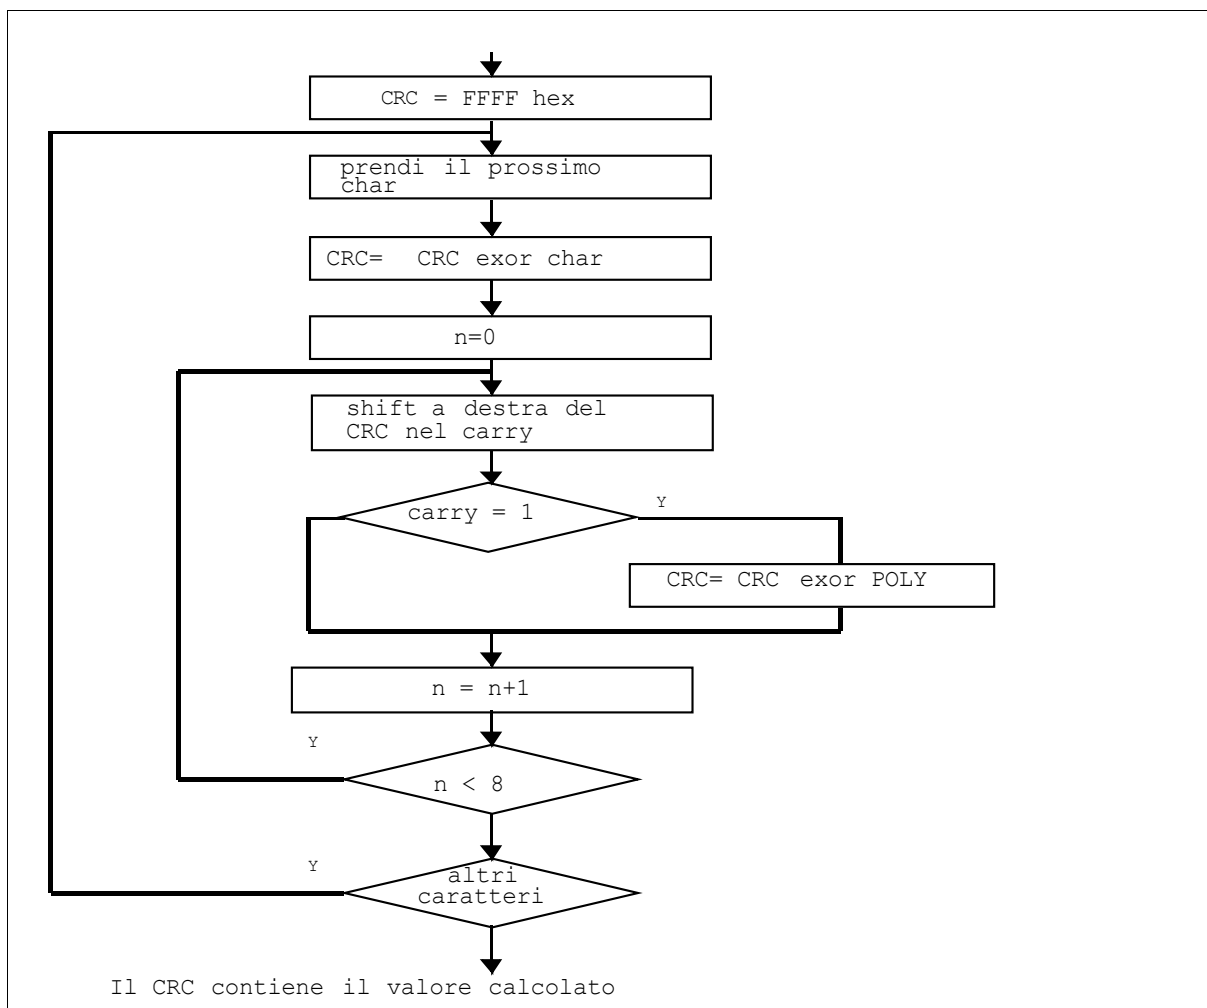 CRC = FFFF hex
prendi il prossimo
char
CRC= CRC exor char
n=0
shift a destra del
CRC nel carry
carry = 1
Y
CRC= CRC exor POLY
n = n+1
Y
n < 8
Y
altri
caratteri
Il CRC contiene il valore calcolato